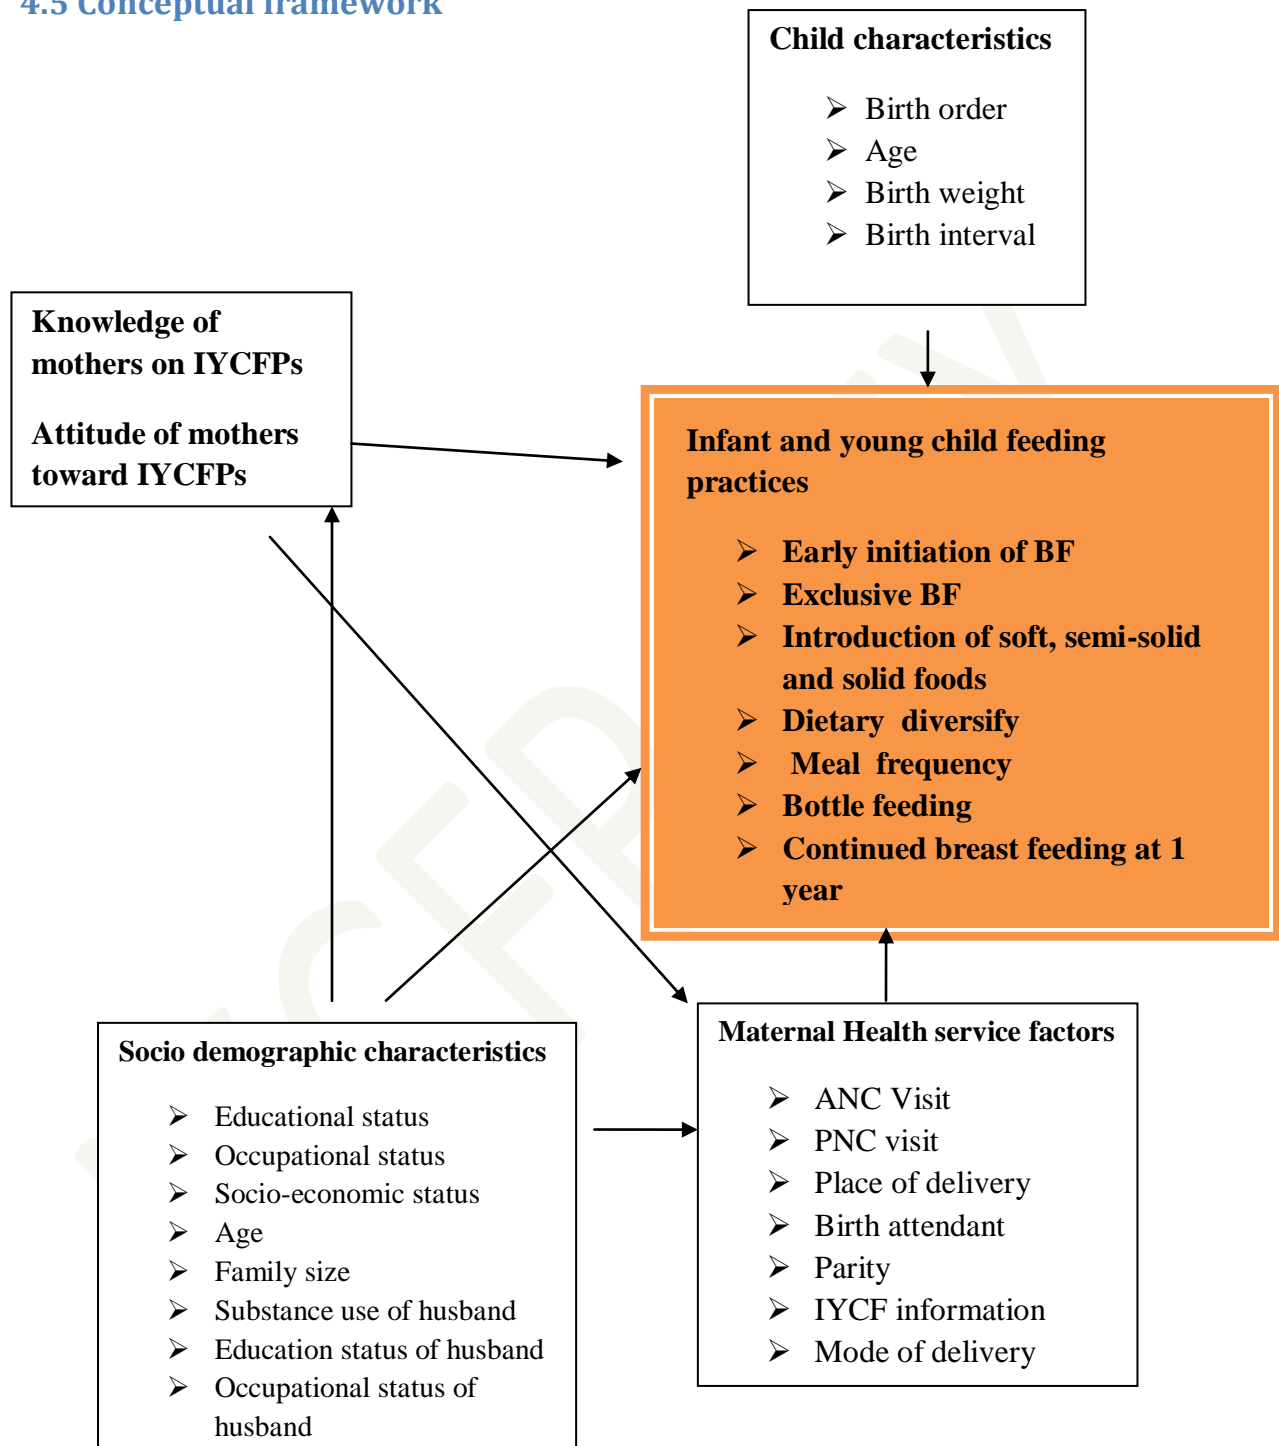 4.5 Conceptual framework
Child characteristics
➢ Birth order
➢ Age
➢ Birth weight
➢ Birth interval
Knowledge of
mothers on IYCFPs
Attitude of mothers
toward IYCFPs
Infant and young child feeding
practices
➢ Early initiation of BF
➢ Exclusive BF
➢ Introduction of soft, semi-solid
and solid foods
➢ Dietary diversify
➢ Meal frequency
➢ Bottle feeding
➢ Continued breast feeding at 1
year
Socio demographic characteristics
➢ Educational status
➢ Occupational status
➢ Socio-economic status
➢ Age
➢ Family size
➢ Substance use of husband
➢ Education status of husband
➢ Occupational status of
husband
Maternal Health service factors
➢ ANC Visit
➢ PNC visit
➢ Place of delivery
➢ Birth attendant
➢ Parity
➢ IYCF information
➢ Mode of delivery